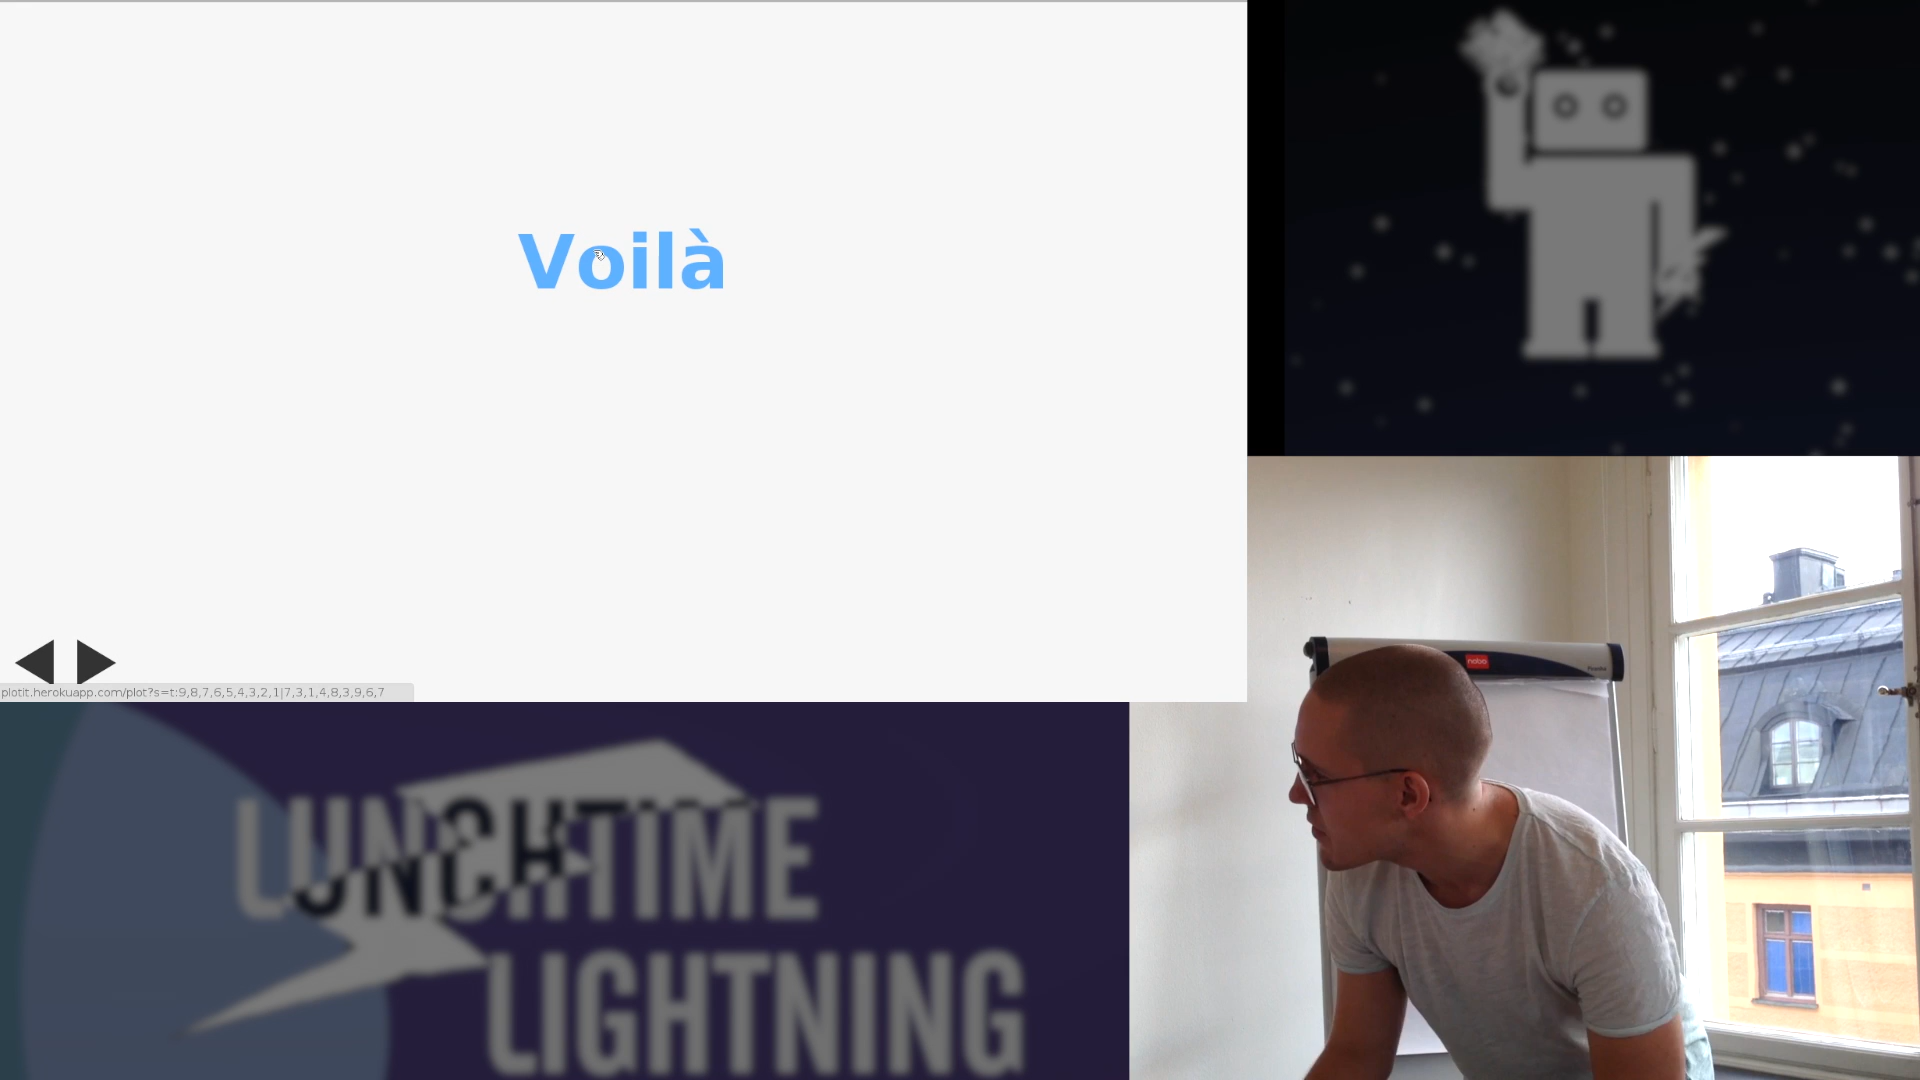 Voilà
plotit.herokuapp.com/plot?s=t:9,8,7,6,5,4,3,2,1|7,3,1,4,8,3,9,6,7
nobo
LUNCHTIME
LIGHTNING